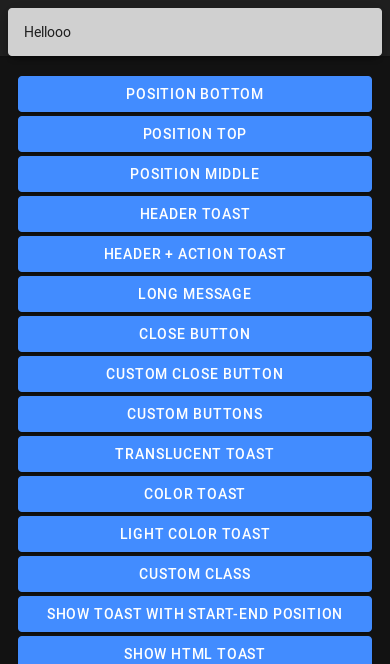 Hellooo
POSITION BOTTOM
POSITION TOP
POSITION MIDDLE
HEADER TOAST
HEADER + ACTION TOAST
LONG MESSAGE
CLOSE BUTTON
CUSTOM CLOSE BUTTON
CUSTOM BUTTONS
TRANSLUCENT TOAST
COLOR TOAST
LIGHT COLOR TOAST
CUSTOM CLASS
SHOW TOAST WITH START-END POSITION
SHOW HTML TOAST